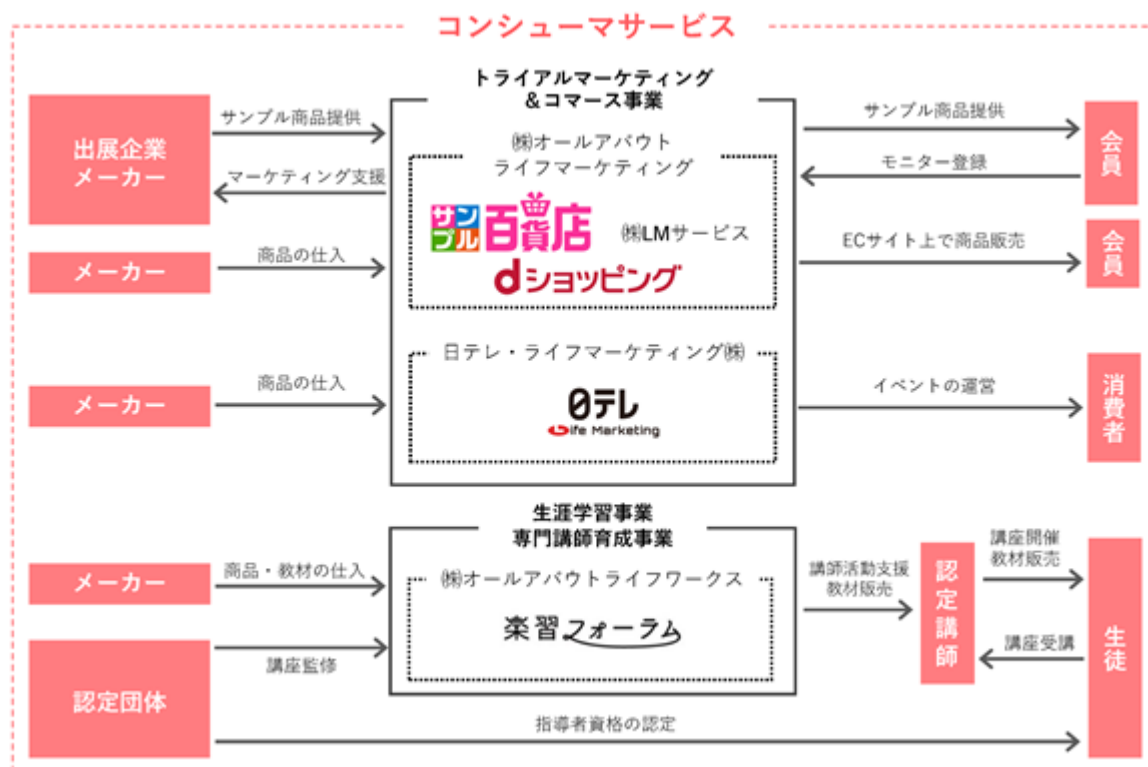 コンシューマサービス
トライアルマーケティング
&コマース事業
出展企業
メーカー
サンプル商品提供
マーケティング支援
㈱オールアバウト
ライフマーケティング
サンプル百貨店
㈱LMサービス
dショッピング
サンプル商品提供
モニター登録
会員
メーカー
商品の仕入
ECサイト上で商品販売
会員
メーカー
商品の仕入
日テレ・ライフマーケティング㈱
日テレ
Life Marketing
イベントの運営
消費者
生涯学習事業
専門講師育成事業
メーカー
商品・教材の仕入
㈱オールアバウトライフワークス
楽習フォーラム
講師活動支援
教材販売
認定講師
講座開催
教材販売
講座受講
生徒
認定団体
講座監修
指導者資格の認定